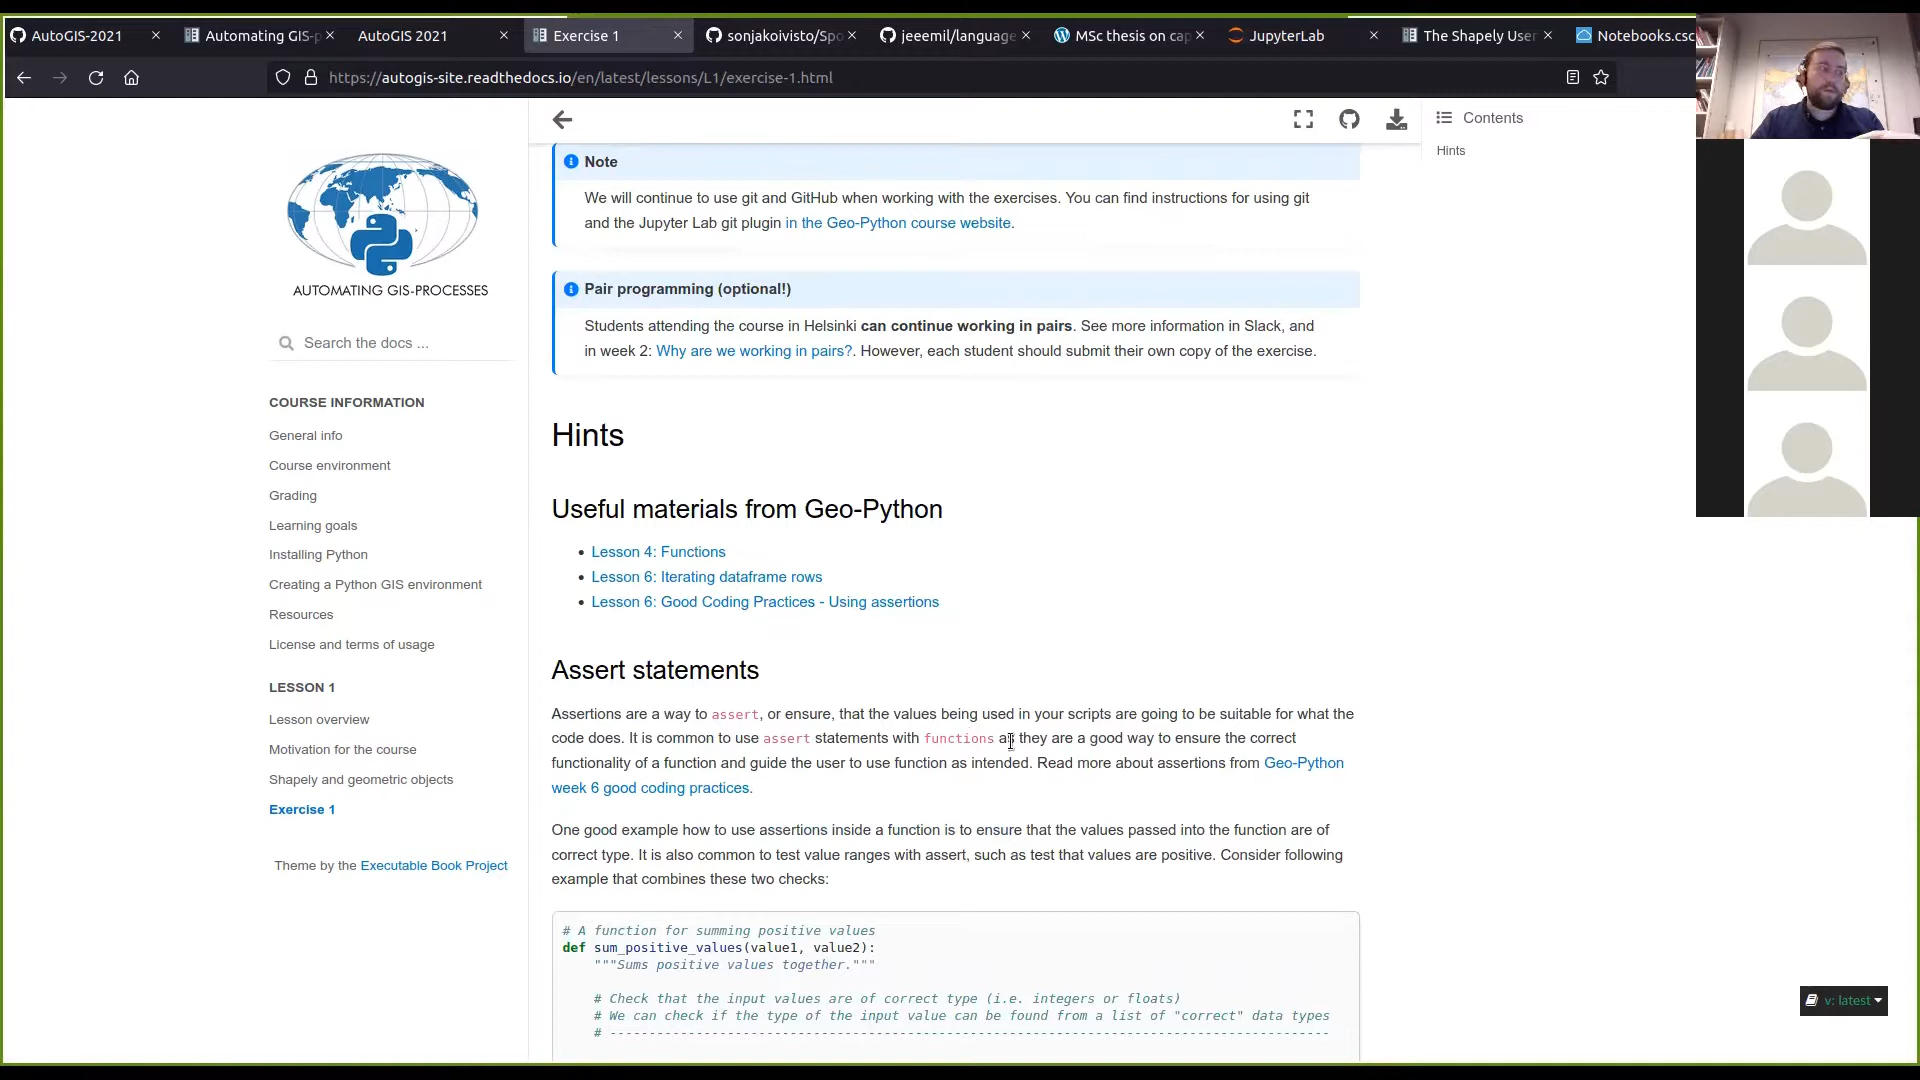 AutoGIS-2021
Automating GIS-p
AutoGIS 2021
Exercise 1
sonjakoivisto/Spo
jeeemil/language
MSc thesis on cap
JupyterLab
The Shapely User
Notebooks.csc
https://autogis-site.readthedocs.io/en/latest/lessons/L1/exercise-1.html
AUTOMATING GIS-PROCESSES
Search the docs ...
COURSE INFORMATION
General info
Course environment
Grading
Learning goals
Installing Python
Creating a Python GIS environment
Resources
License and terms of usage
LESSON 1
Lesson overview
Motivation for the course
Shapely and geometric objects
Exercise 1
Theme by the Executable Book Project
Note
We will continue to use git and GitHub when working with the exercises. You can find instructions for using git
and the Jupyter Lab git plugin in the Geo-Python course website.
Pair programming (optional!)
Students attending the course in Helsinki can continue working in pairs. See more information in Slack, and
in week 2: Why are we working in pairs?. However, each student should submit their own copy of the exercise.
Hints
Useful materials from Geo-Python
• Lesson 4: Functions
• Lesson 6: Iterating dataframe rows
• Lesson 6: Good Coding Practices - Using assertions
Assert statements
Assertions are a way to assert, or ensure, that the values being used in your scripts are going to be suitable for what the
code does. It is common to use assert statements with functions as they are a good way to ensure the correct
functionality of a function and guide the user to use function as intended. Read more about assertions from Geo-Python
week 6 good coding practices.
One good example how to use assertions inside a function is to ensure that the values passed into the function are of
correct type. It is also common to test value ranges with assert, such as test that values are positive. Consider following
example that combines these two checks:
# A function for summing positive values
def sum_positive_values(value1, value2):
"""Sums positive values together."""
# Check that the input values are of correct type (i.e. integers or floats)
# We can check if the type of the input value can be found from a list of "correct" data types
# --------------------------------------------------------------------------------------------
Contents
Hints
v: latest